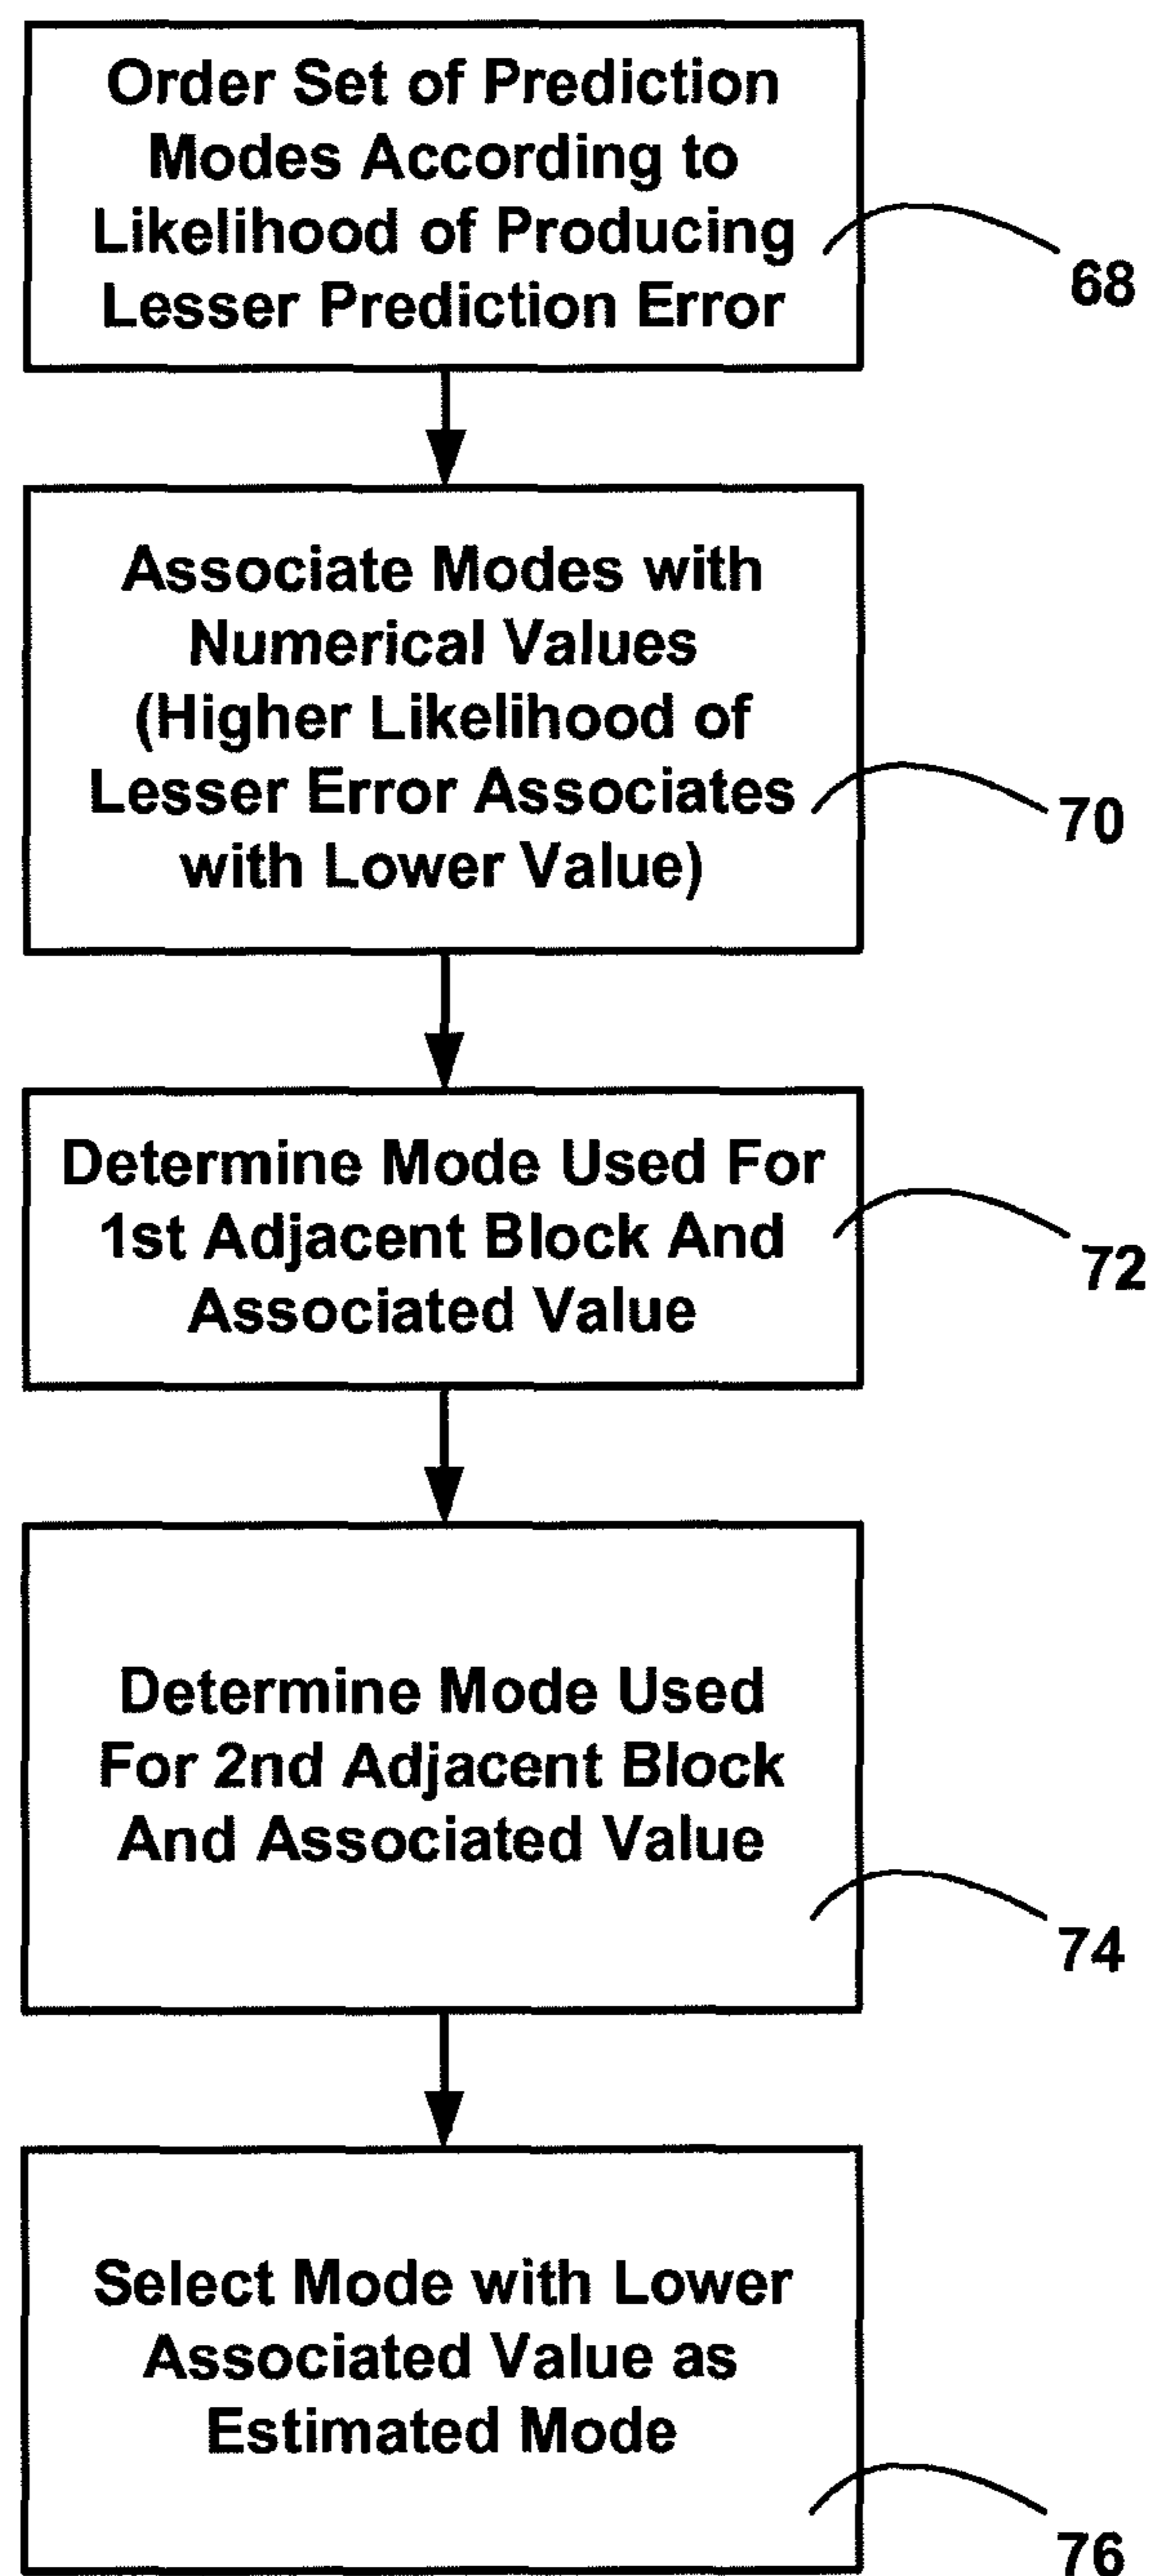 Order Set of Prediction
Modes According to
Likelihood of Producing
Lesser Prediction Error
68
Associate Modes with
Numerical Values
(Higher Likelihood of
Lesser Error Associates
with Lower Value)
70
Determine Mode Used For
1st Adjacent Block And
Associated Value
72
Determine Mode Used
For 2nd Adjacent Block
And Associated Value
74
Select Mode with Lower
Associated Value as
Estimated Mode
76